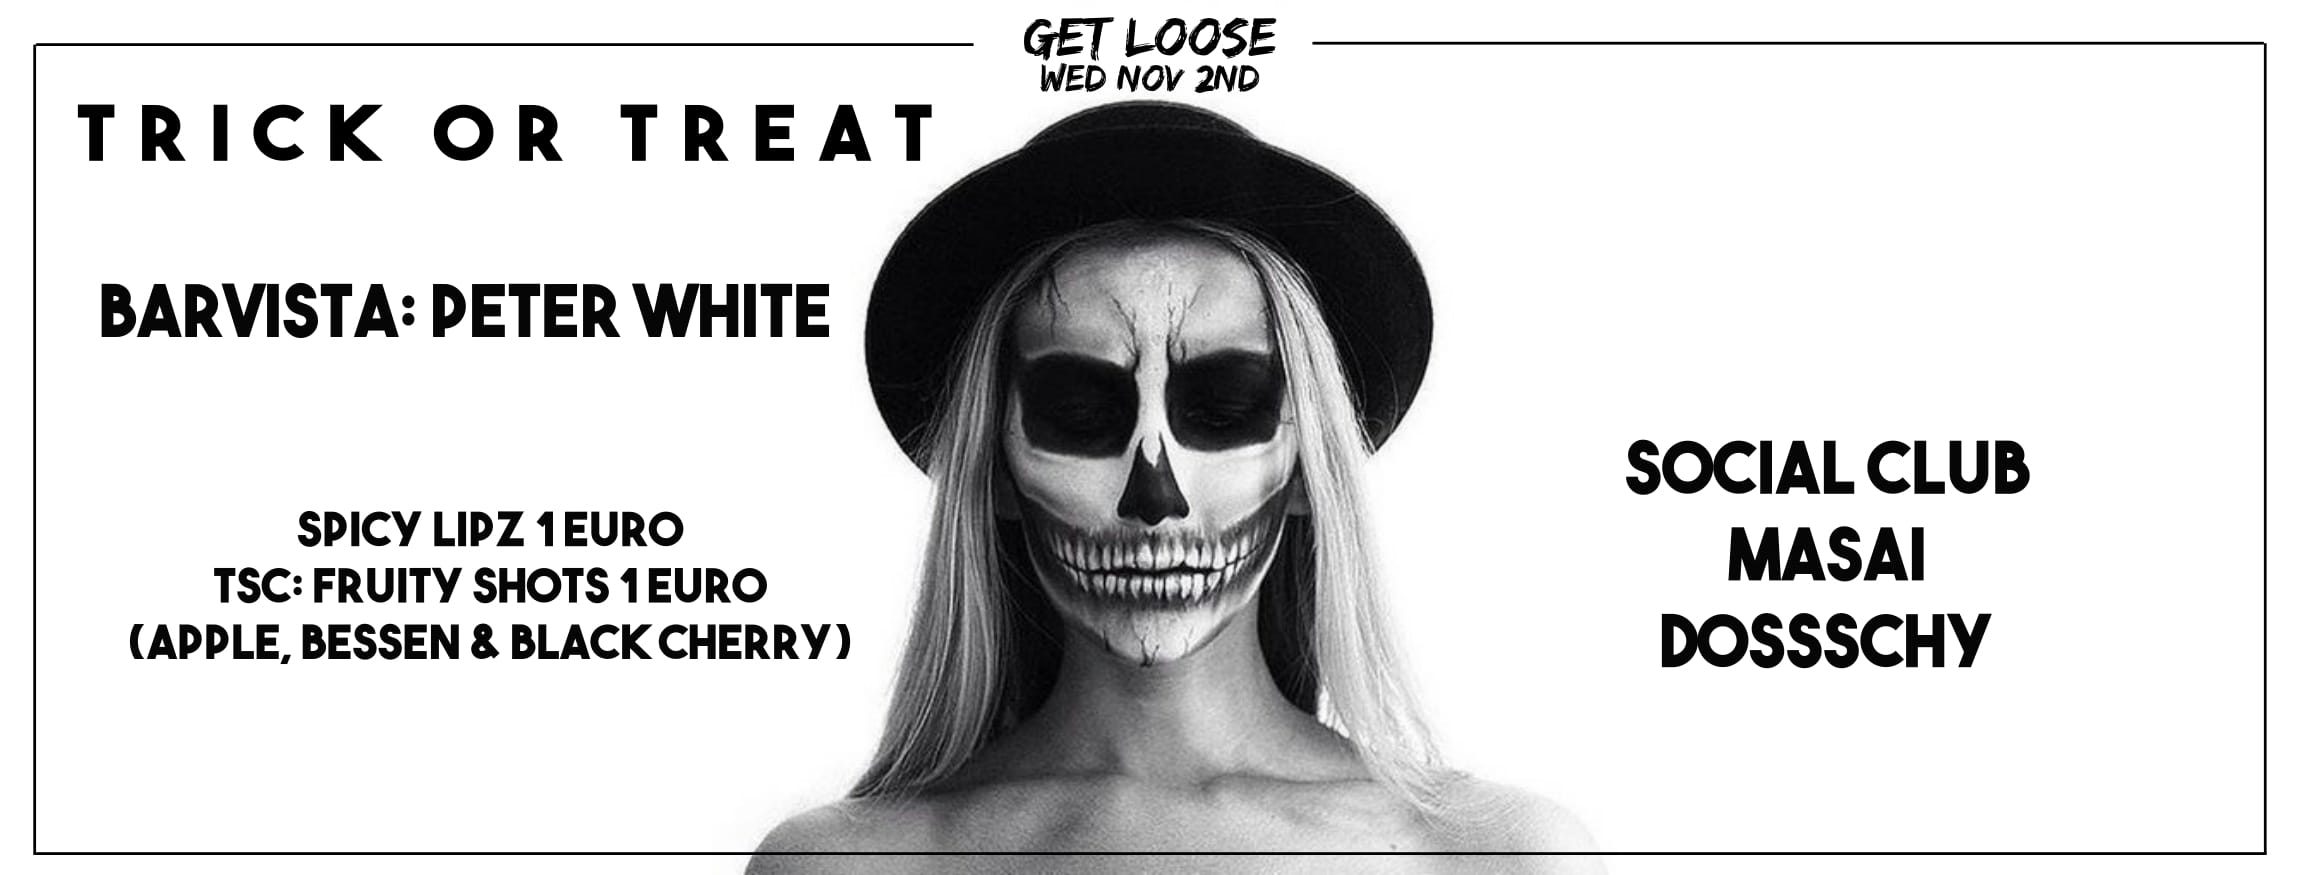 GET LOOSE
WED NOV 2ND
TRICK OR TREAT
BARVISTA: PETER WHITE
SPICY LIPZ 1 EURO
TSC: FRUITY SHOTS 1 EURO
(APPLE, BESSEN & BLACK CHERRY)
SOCIAL CLUB
MASAI
DOSSSCHY